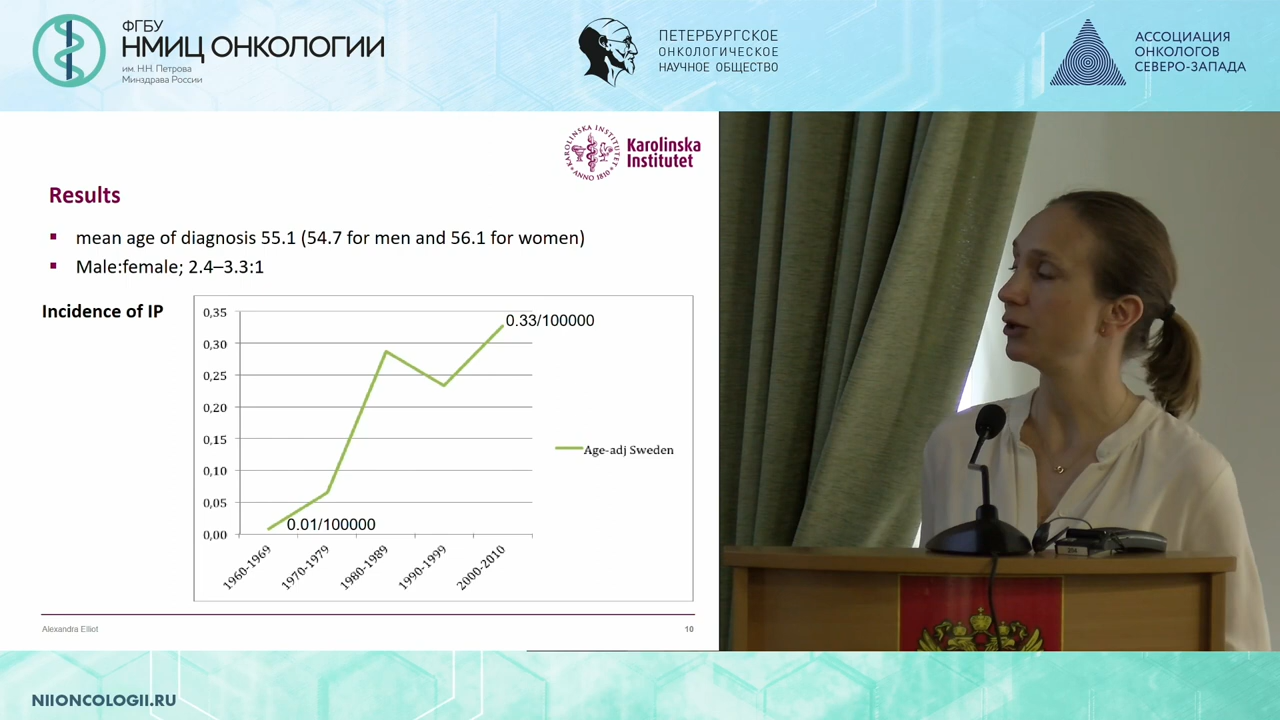 ФГБУ
НМИЦ ОНКОЛОГИИ
им. Н.Н. Петрова
Минздрава России
ПЕТЕРБУРГСКОЕ
ОНКОЛОГИЧЕСКОЕ
НАУЧНОЕ ОБЩЕСТВО
АССОЦИАЦИЯ
ОНКОЛОГОВ
СЕВЕРО-ЗАПАДА
KAROLINSKA INSTITUTET
ANNO 1810
Karolinska
Institutet
Results
▪ mean age of diagnosis 55.1 (54.7 for men and 56.1 for women)
▪ Male:female; 2.4–3.3:1
Incidence of IP
0,35
0,30
0,25
0,20
0,15
0,10
0,05
0,00
0.33/100000
0.01/100000
Age-adj Sweden
1960-1969
1970-1979
1980-1989
1990-1999
2000-2010
Alexandra Elliot
10
NIIONCOLOGII.RU